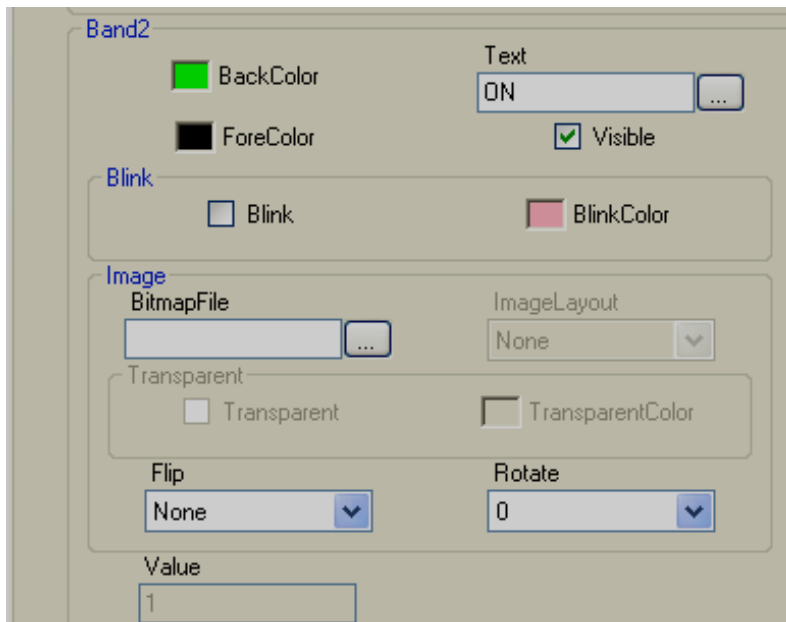 Band2
BackColor
Text
ON
...
ForeColor
Visible
Blink
Blink
BlinkColor
Image
BitmapFile
...
ImageLayout
None
Transparent
Transparent
TransparentColor
Flip
None
Rotate
0
Value
1